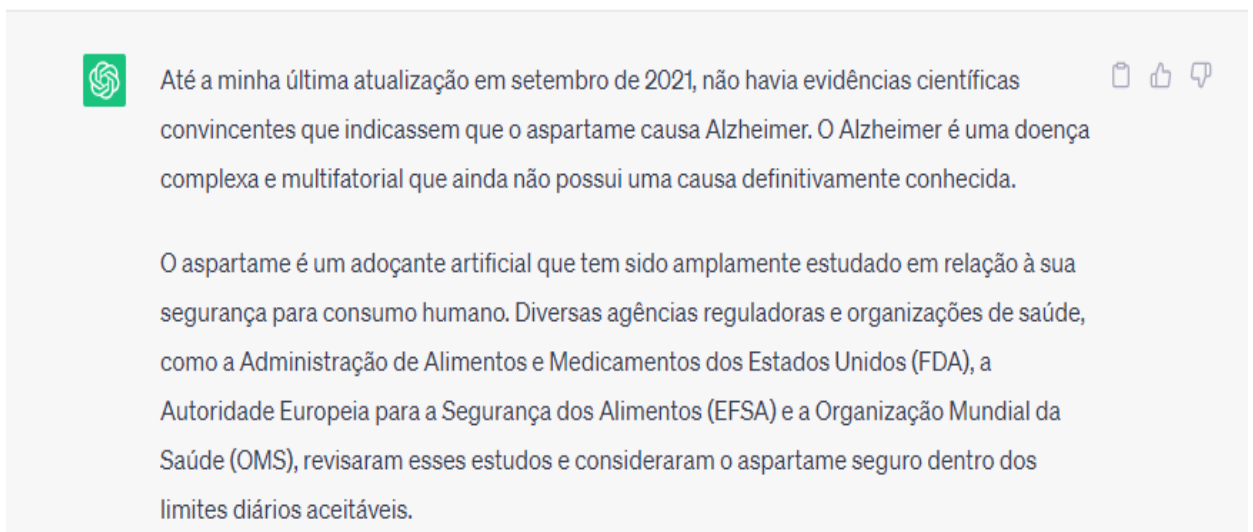 Até a minha última atualização em setembro de 2021, não havia evidências científicas
convincentes que indicassem que o aspartame causa Alzheimer. O Alzheimer é uma doença
complexa e multifatorial que ainda não possui uma causa definitivamente conhecida.
O aspartame é um adoçante artificial que tem sido amplamente estudado em relação à sua
segurança para consumo humano. Diversas agências reguladoras e organizações de saúde,
como a Administração de Alimentos e Medicamentos dos Estados Unidos (FDA), a
Autoridade Europeia para a Segurança dos Alimentos (EFSA) e a Organização Mundial da
Saúde (OMS), revisaram esses estudos e consideraram o aspartame seguro dentro dos
limites diários aceitáveis.